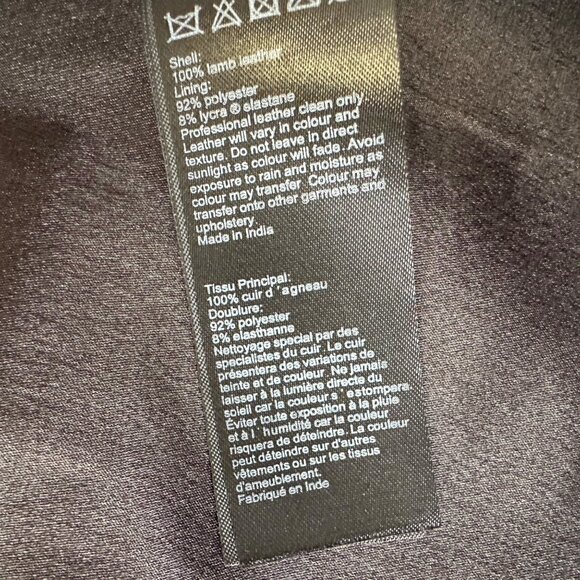 Shell:
100% lamb leather
Lining:
92% polyester
8% lycra ® elastane
Professional leather clean only
Leather will vary in colour and
texture. Do not leave in direct
sunlight as colour will fade. Avoid
exposure to rain and moisture as
colour may transfer. Colour may
transfer onto other garments and
upholstery.
Made in India
Tissu Principal:
100% cuir d ' agneau
Doublure:
92% polyester
8% elasthanne
Nettoyage special par des
specialistes du cuir. Le cuir
présentera des variations de
teinte et de couleur. Ne jamais
laisser à la lumière directe du
soleil car la couleur s ' estompera.
Éviter toute exposition à la pluie
et à l ' humidité car la couleur
risquera de déteindre. La couleur
peut déteindre sur d'autres
vêtements ou sur les tissus
d'ameublement.
Fabriqué en Inde